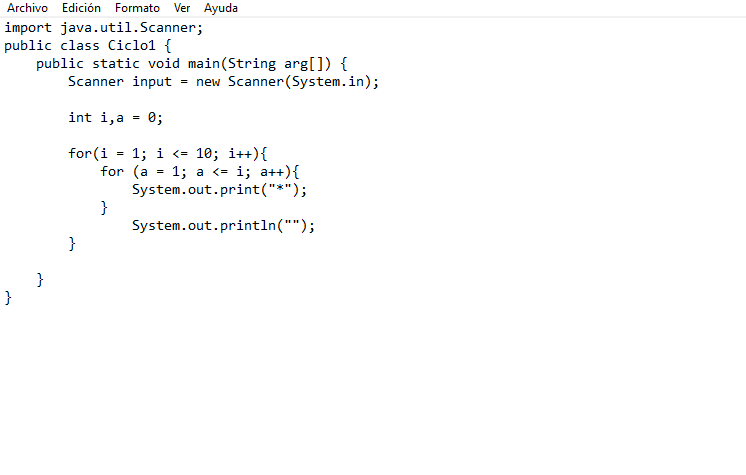 Archivo Edición Formato Ver Ayuda
import java.util.Scanner;
public class Ciclo1 {
    public static void main(String arg[]) {
        Scanner input = new Scanner(System.in);
        int i,a = 0;
        for(i = 1; i <= 10; i++){
            for (a = 1; a <= i; a++){
                System.out.print("*");
            }
                System.out.println("");
        }
    }
}